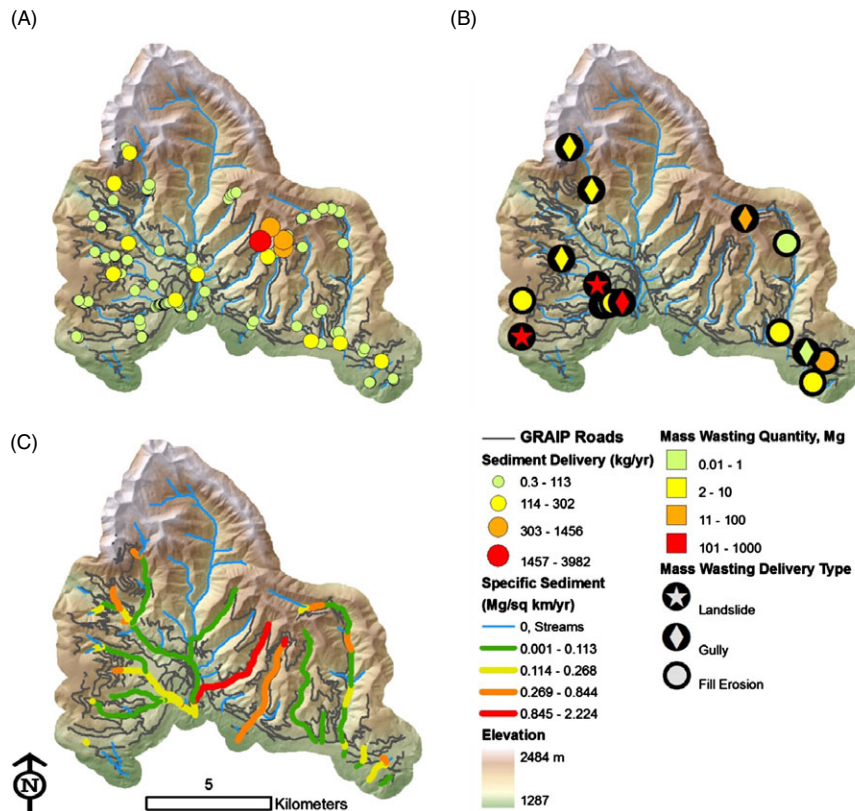 (A)
(B)
(C)
GRAIP Roads
Sediment Delivery (kg/yr)
0.3 - 113
114 - 302
303 - 1456
1457 - 3982
Specific Sediment
(Mg/sq km/yr)
0, Streams
0.001 - 0.113
0.114 - 0.268
0.269 - 0.844
0.845 - 2.224
Elevation
2484 m
1287
Mass Wasting Quantity, Mg
0.01 - 1
2 - 10
11 - 100
101 - 1000
Mass Wasting Delivery Type
Landslide
Gully
Fill Erosion
N
5
Kilometers